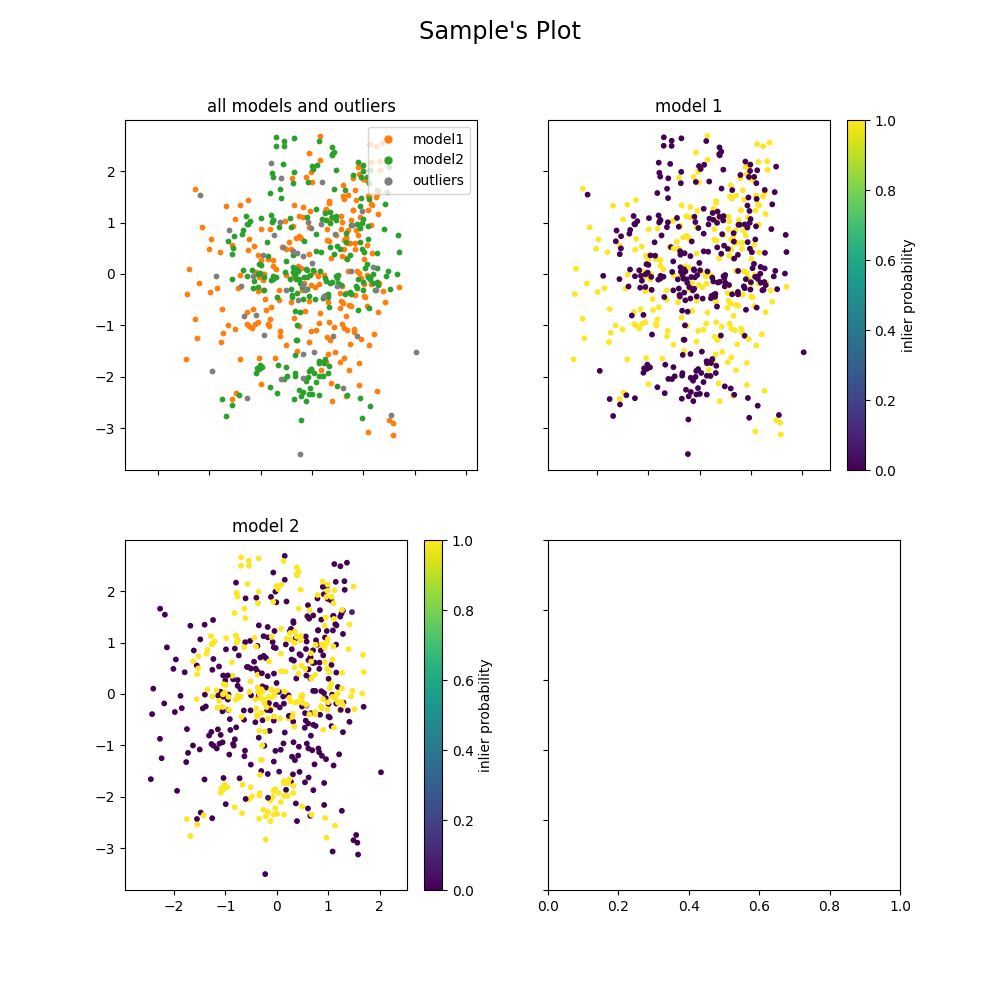 Sample's Plot
all models and outliers
model1
model2
outliers
2
1
0
−1
−2
−3
model 1
1.0
0.8
0.6
0.4
0.2
0.0
inlier probability
model 2
2
1
0
−1
−2
−3
−2 −1 0 1 2
1.0
0.8
0.6
0.4
0.2
0.0
inlier probability
0.0 0.2 0.4 0.6 0.8 1.0